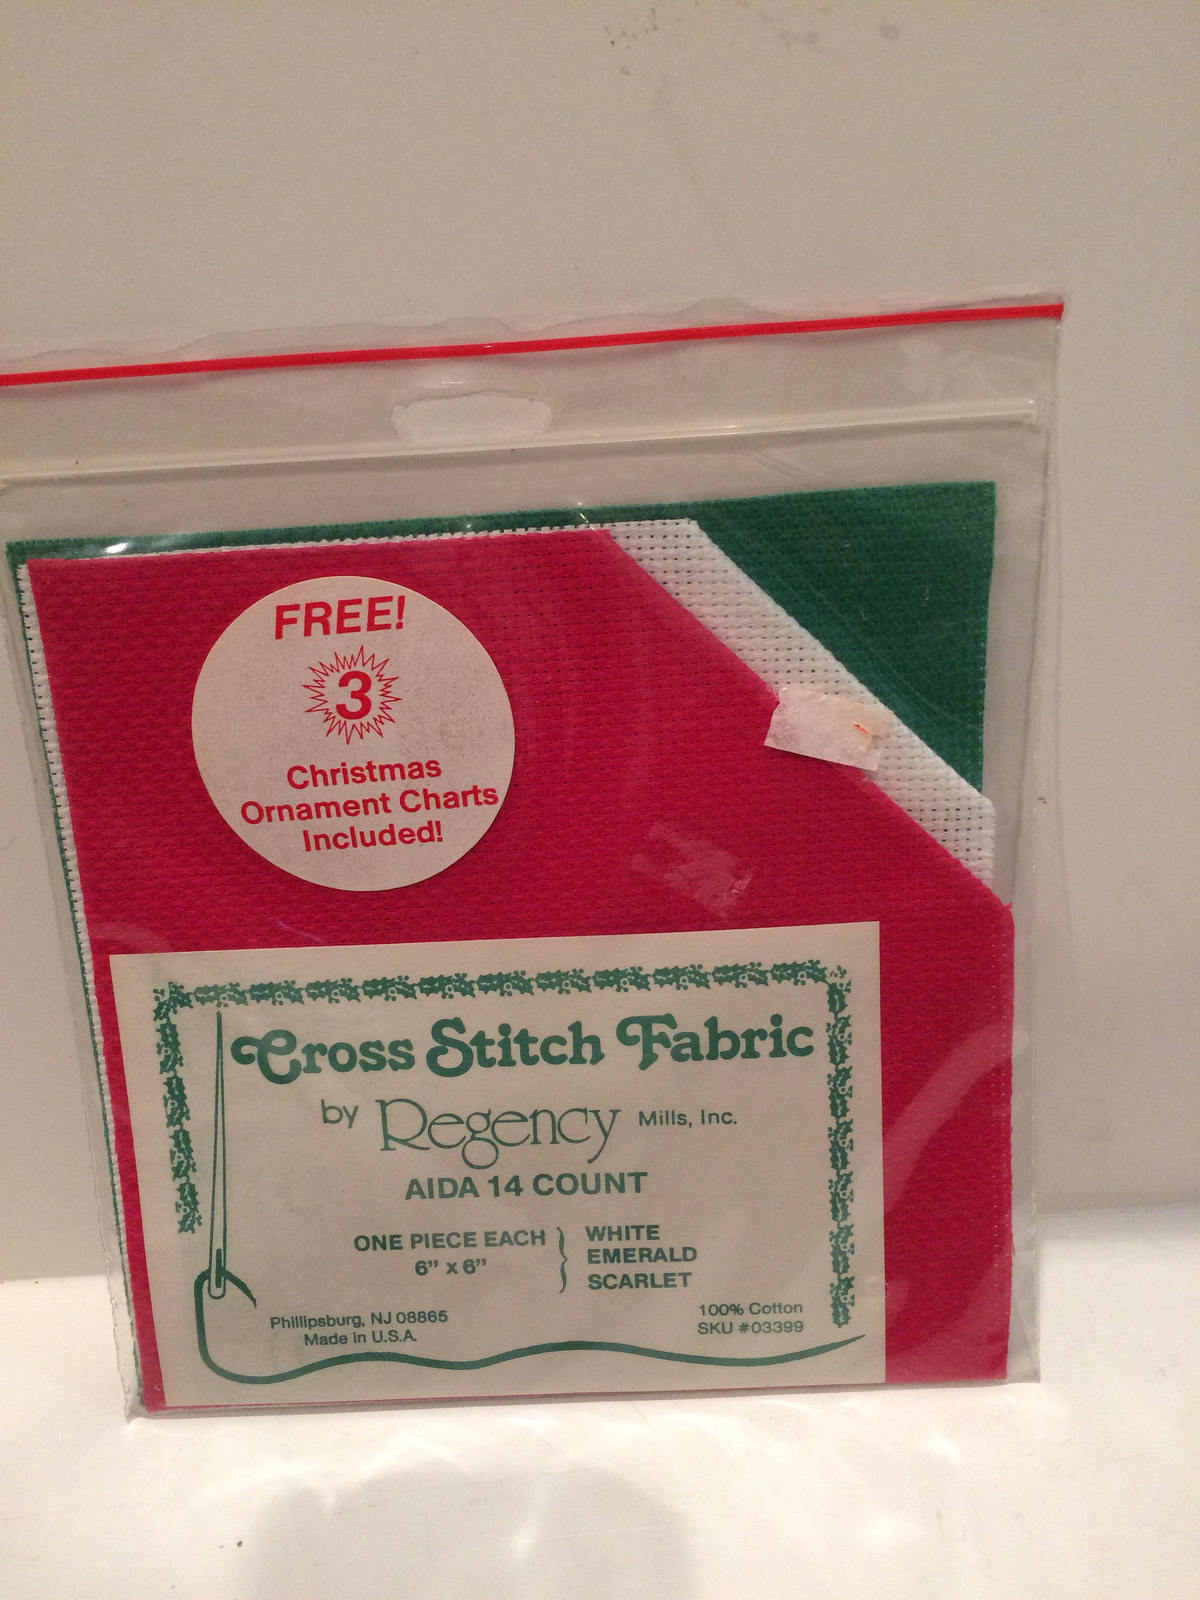 FREE!
3
Christmas
Ornament Charts
Included!
Cross Stitch Fabric
by Regency Mills, Inc.
AIDA 14 COUNT
ONE PIECE EACH } WHITE
6" x 6" EMERALD
SCARLET
Phillipsburg, NJ 08865
Made in U.S.A.
100% Cotton
SKU #03399